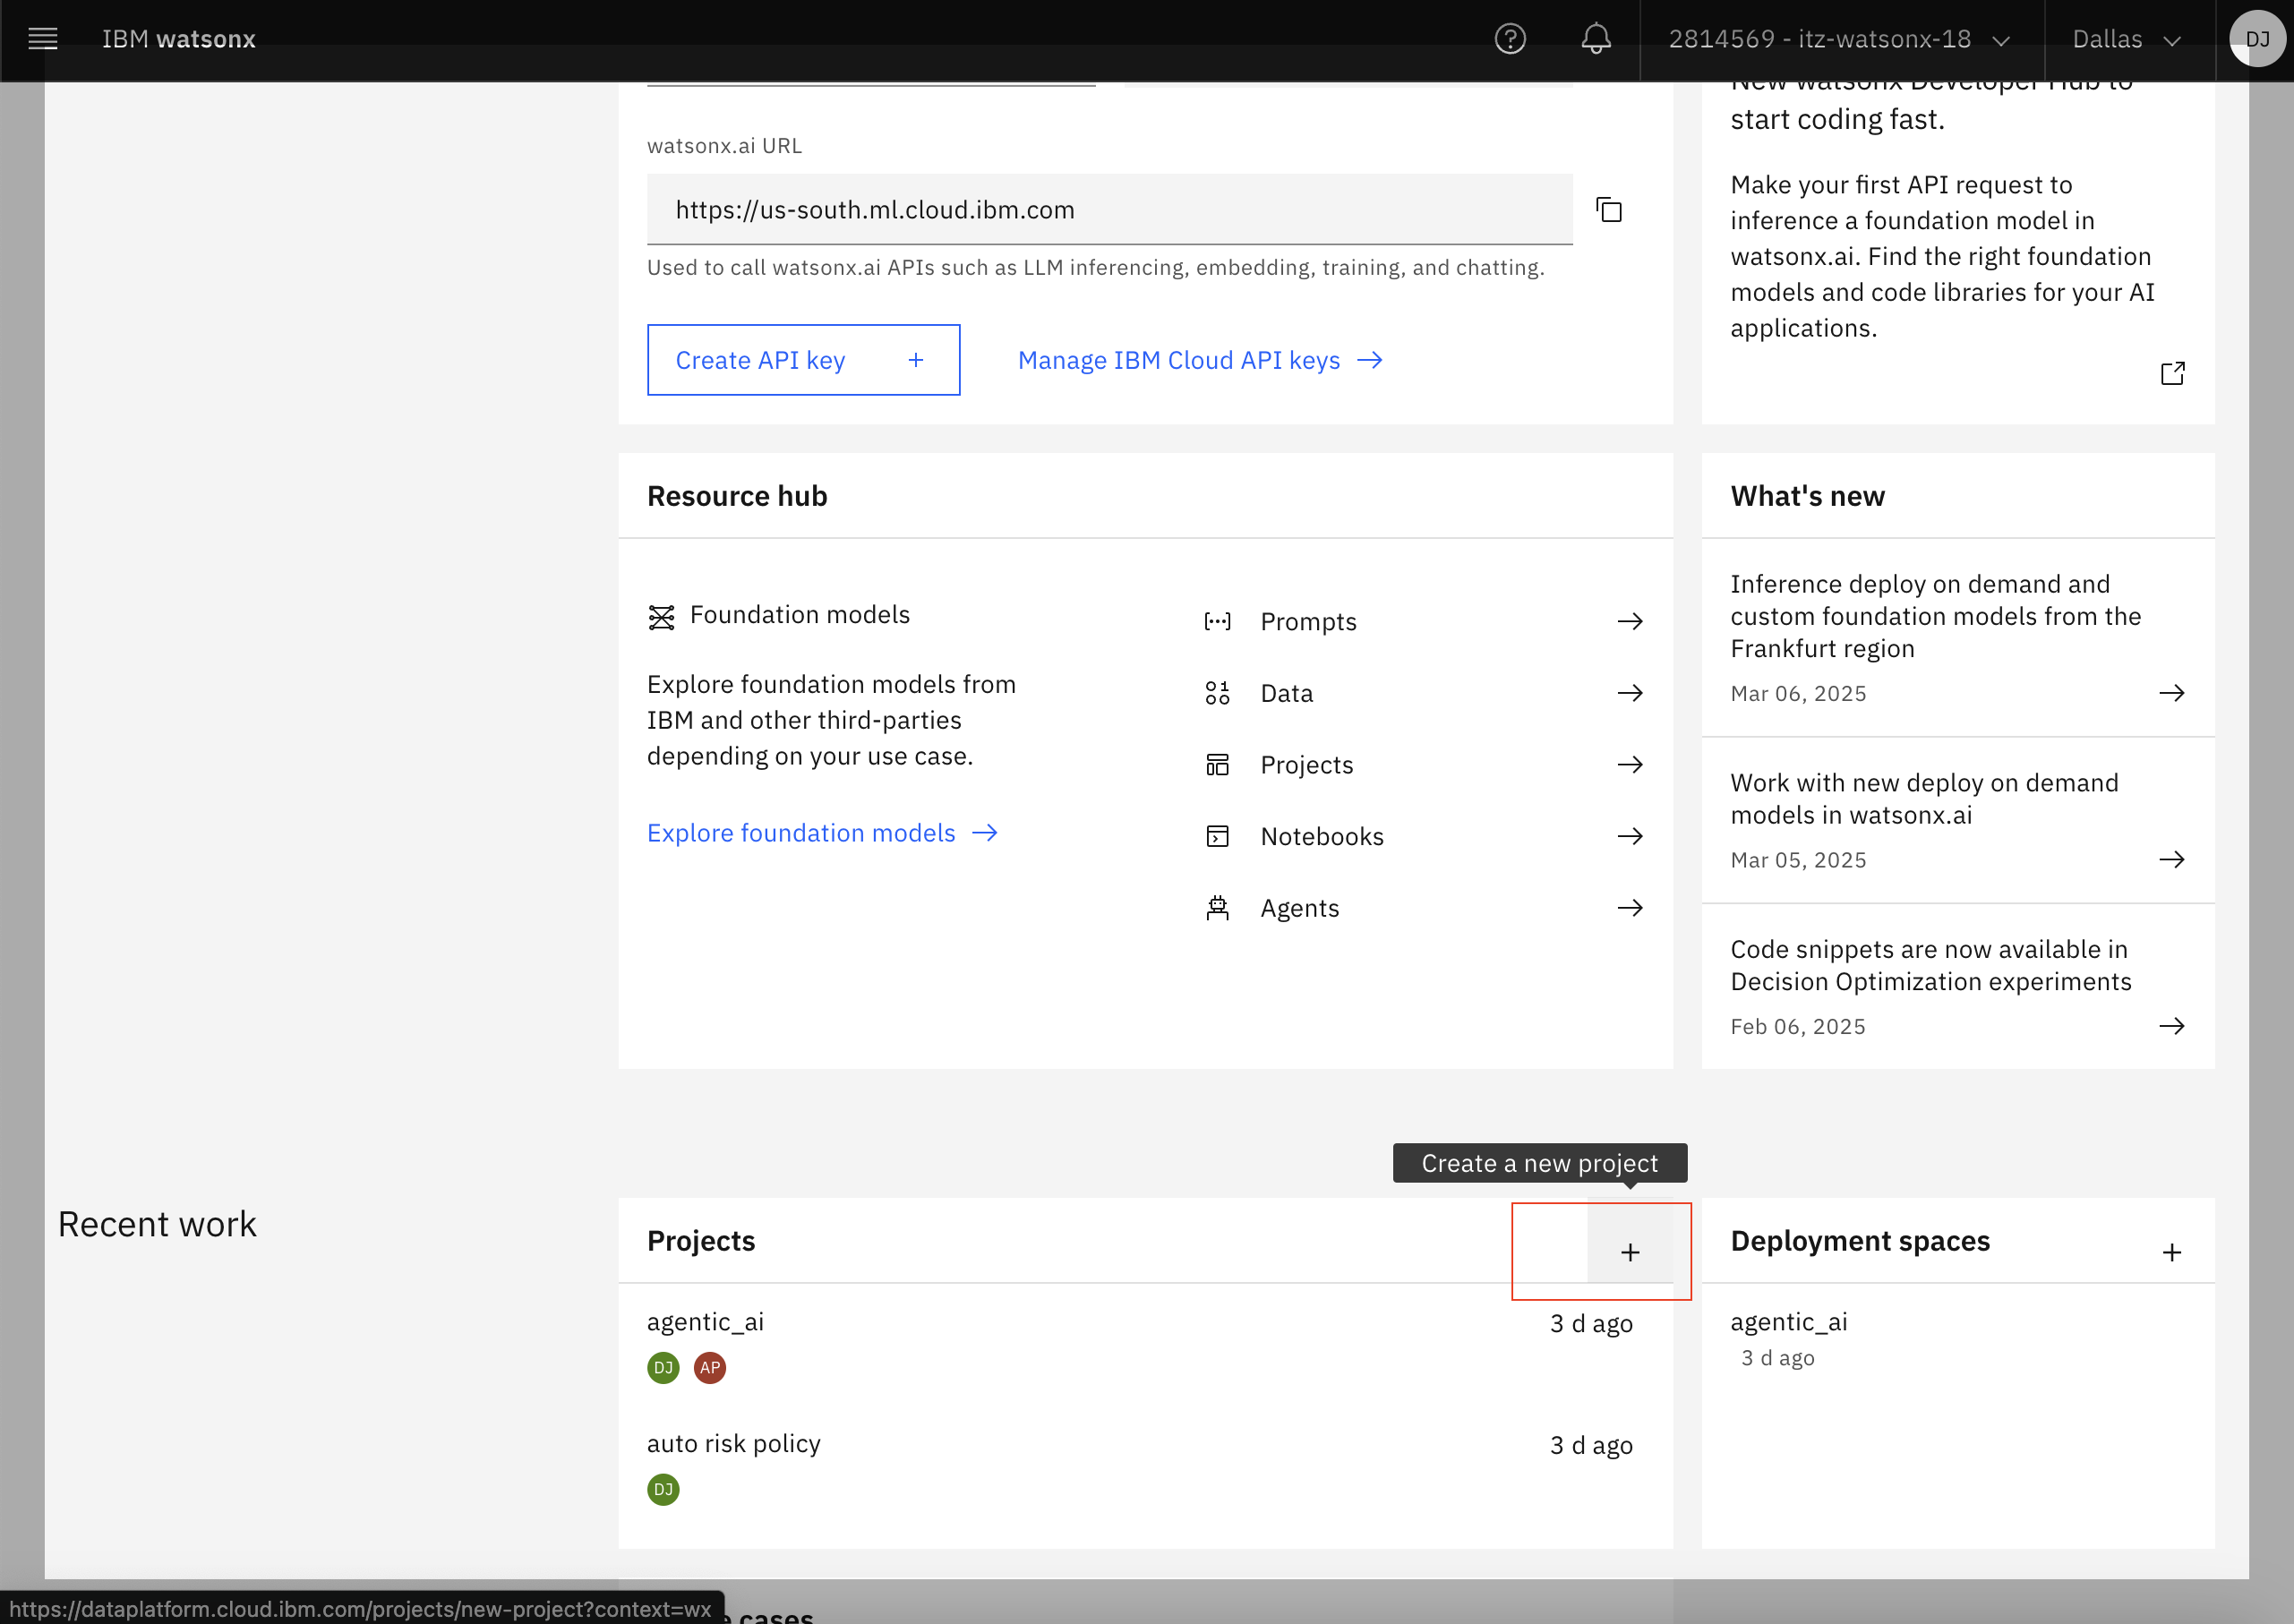 IBM watsonx
2814569 - itz-watsonx-18
Dallas
DJ
New watsonx Developer Hub to
start coding fast.
Make your first API request to
inference a foundation model in
watsonx.ai. Find the right foundation
models and code libraries for your AI
applications.
watsonx.ai URL
https://us-south.ml.cloud.ibm.com
Used to call watsonx.ai APIs such as LLM inferencing, embedding, training, and chatting.
Create API key +
Manage IBM Cloud API keys →
Resource hub
Foundation models
Explore foundation models from
IBM and other third-parties
depending on your use case.
Explore foundation models →
Prompts
Data
Projects
Notebooks
Agents
What's new
Inference deploy on demand and
custom foundation models from the
Frankfurt region
Mar 06, 2025
Work with new deploy on demand
models in watsonx.ai
Mar 05, 2025
Code snippets are now available in
Decision Optimization experiments
Feb 06, 2025
Recent work
Create a new project
Projects +
agentic_ai 3 d ago
DJ AP
auto risk policy 3 d ago
DJ
Deployment spaces +
agentic_ai
3 d ago
https://dataplatform.cloud.ibm.com/projects/new-project?context=wx
cases